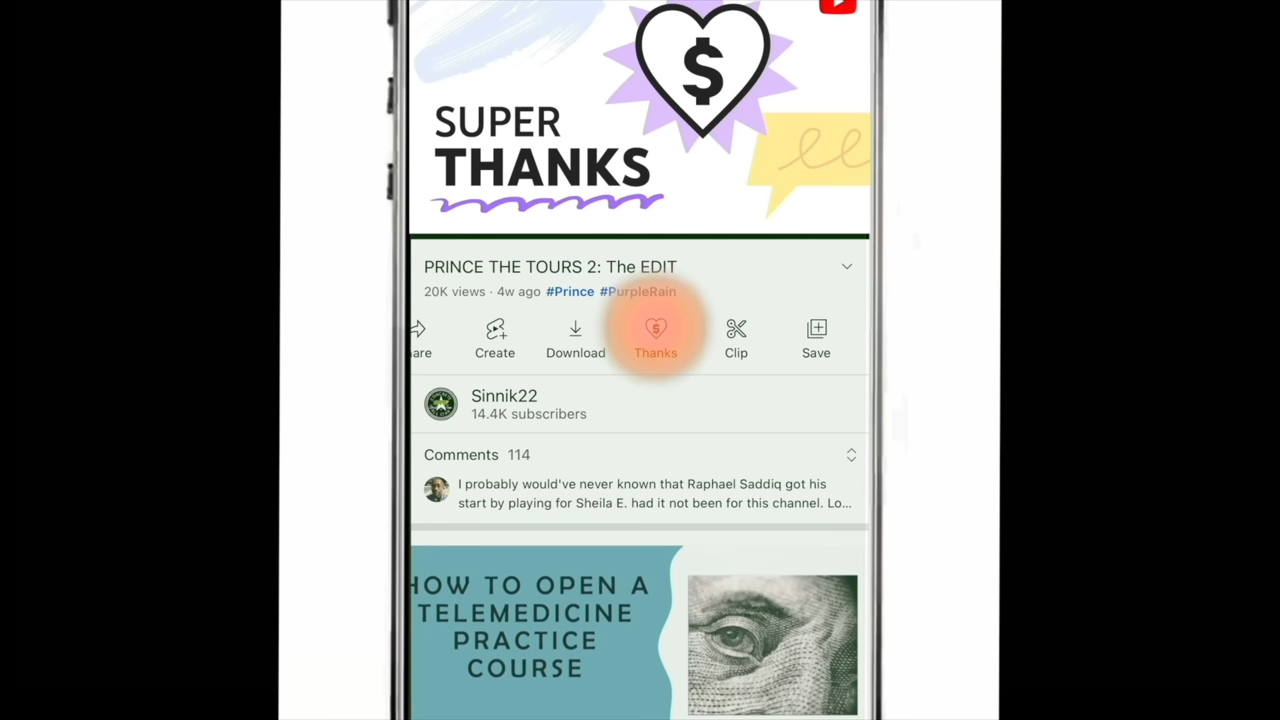 SUPER
THANKS
PRINCE THE TOURS 2: The EDIT
20K views · 4w ago #Prince #PurpleRain
are Create Download Thanks Clip Save
Sinnik22
14.4K subscribers
Comments 114
I probably would've never known that Raphael Saddiq got his
start by playing for Sheila E. had it not been for this channel. Lo...
HOW TO OPEN A
TELEMEDICINE
PRACTICE
COURSE